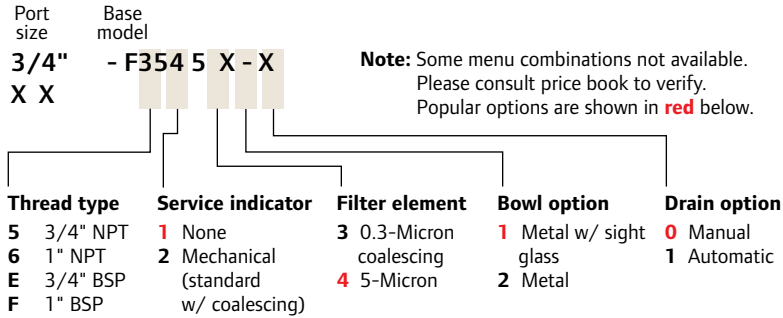 Port Base
size model
3/4" - F3545 X - X
X X
Note: Some menu combinations not available.
Please consult price book to verify.
Popular options are shown in red below.
Thread type
5 3/4" NPT
6 1" NPT
E 3/4" BSP
F 1" BSP
Service indicator
1 None
2 Mechanical
(standard
w/ coalescing)
Filter element
3 0.3-Micron
coalescing
4 5-Micron
Bowl option
1 Metal w/ sight
glass
2 Metal
Drain option
0 Manual
1 Automatic